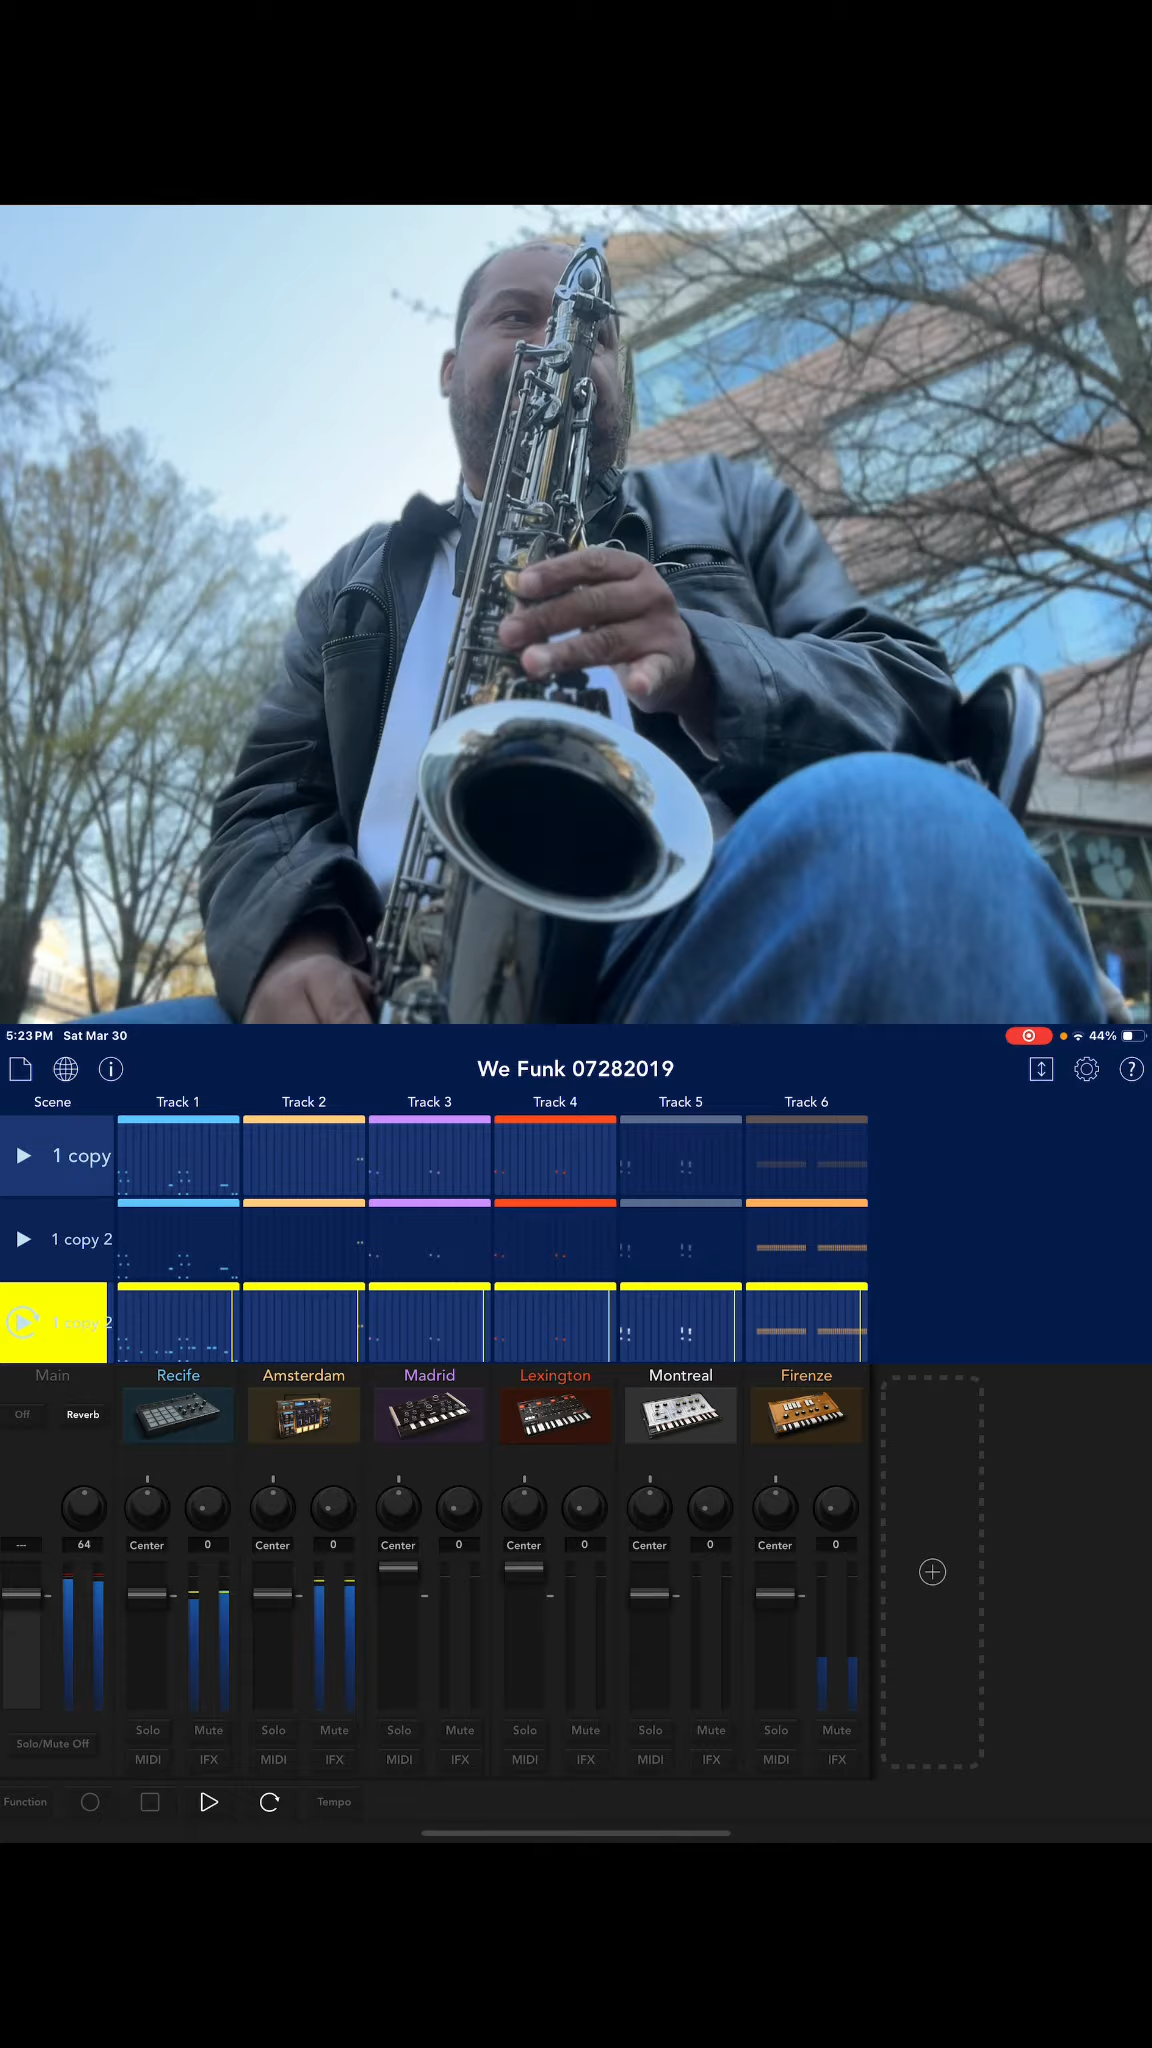 5:23 PM Sat Mar 30 44%
We Funk 07282019
Scene Track 1 Track 2 Track 3 Track 4 Track 5 Track 6
1 copy
1 copy 2
1 copy 2
Main Recife Amsterdam Madrid Lexington Montreal Firenze
Off Reverb
--- 64 Center 0 Center 0 Center 0 Center 0 Center 0 Center 0
Solo Mute Solo Mute Solo Mute Solo Mute Solo Mute Solo Mute
Solo/Mute Off
MIDI IFX MIDI IFX MIDI IFX MIDI IFX MIDI IFX MIDI IFX
Function Tempo